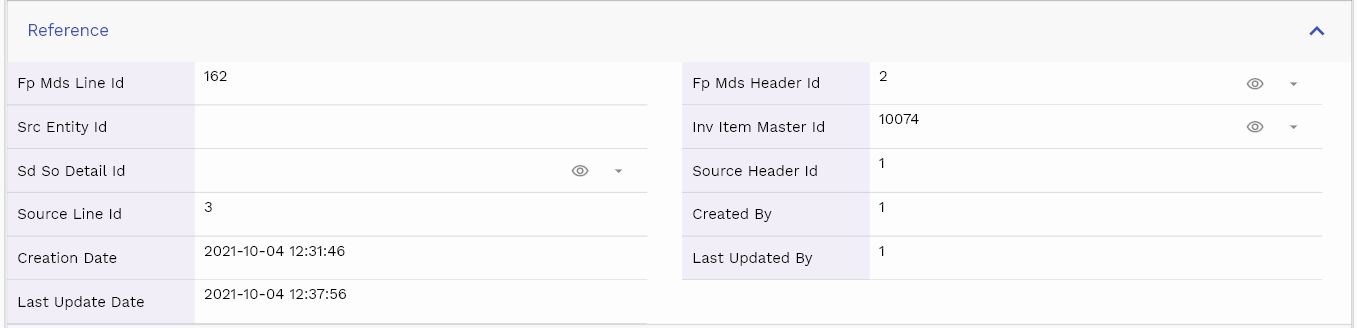 Reference
Fp Mds Line Id 162 Fp Mds Header Id 2
Src Entity Id Inv Item Master Id 10074
Sd So Detail Id Source Header Id 1
Source Line Id 3 Created By 1
Creation Date 2021-10-04 12:31:46 Last Updated By 1
Last Update Date 2021-10-04 12:37:56